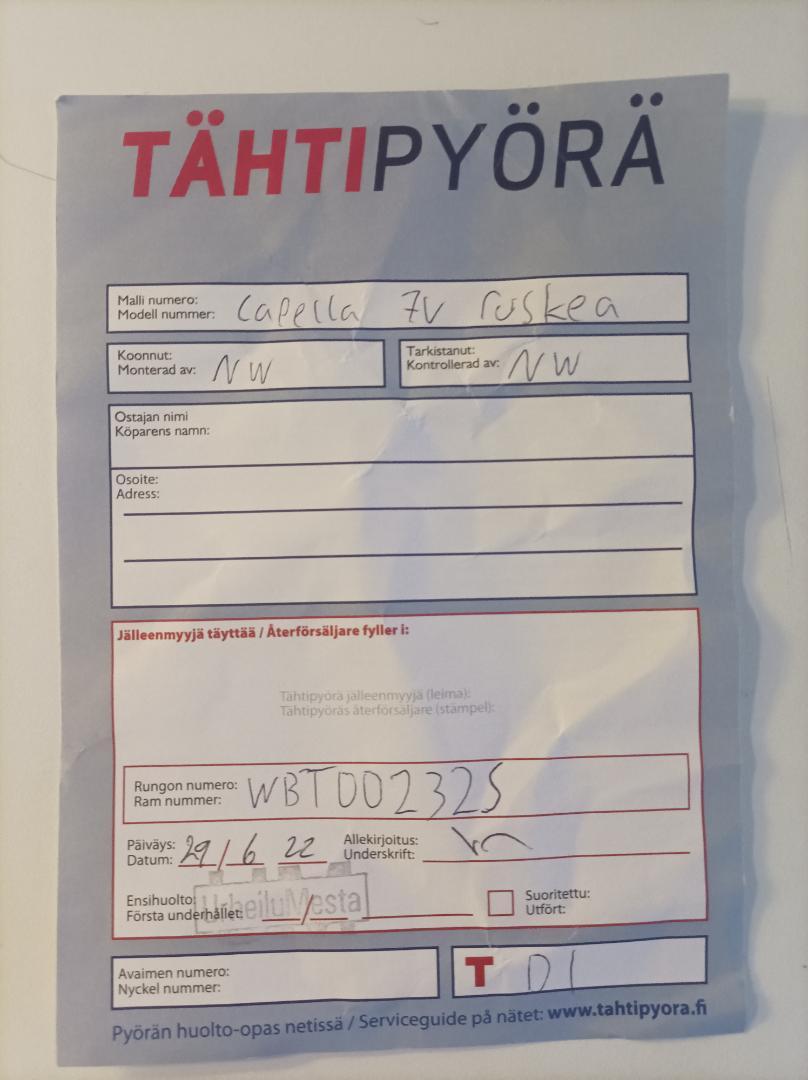 TÄHTIPYÖRÄ
Malli numero:
Modell nummer: Capella 7v ruskea
Koonnut:
Monterad av: NW
Tarkistanut:
Kontrollerad av: NW
Ostajan nimi
Köparens namn:
Osoite:
Adress:
Jälleenmyyjä täyttää / Återförsäljare fyller i:
Tähtipyörä jälleenmyyjä (leima):
Tähtipyöräs återförsäljare (stämpel):
Rungon numero:
Ram nummer: WBT002325
Päiväys:
Datum: 29/6 22
Allekirjoitus:
Underskrift:
UrheiluMesta
Ensihuolto:
Första underhållet: /
Suoritettu:
Utfört:
Avaimen numero:
Nyckel nummer:
T D1
Pyörän huolto-opas netissä / Serviceguide på nätet: www.tahtipyora.fi